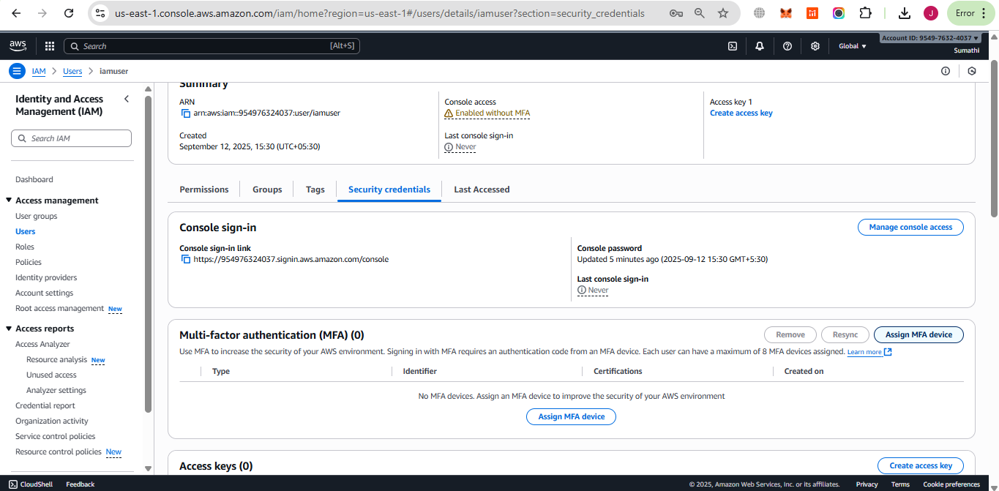 us-east-1.console.aws.amazon.com/iam/home?region=us-east-1#/users/details/iamuser?section=security_credentials
J
Error
aws
Search
[Alt+S]
Global
Account ID: 9549-7632-4037
Sumathi
IAM > Users > iamuser
Identity and Access
Management (IAM)
Search IAM
Dashboard
Access management
User groups
Users
Roles
Policies
Identity providers
Account settings
Root access management New
Access reports
Access Analyzer
Resource analysis New
Unused access
Analyzer settings
Credential report
Organization activity
Service control policies
Resource control policies New
Summary
ARN
arn:aws:iam::954976324037:user/iamuser
Created
September 12, 2025, 15:30 (UTC+05:30)
Console access
Enabled without MFA
Last console sign-in
Never
Access key 1
Create access key
Permissions
Groups
Tags
Security credentials
Last Accessed
Console sign-in
Manage console access
Console sign-in link
https://954976324037.signin.aws.amazon.com/console
Console password
Updated 5 minutes ago (2025-09-12 15:30 GMT+5:30)
Last console sign-in
Never
Multi-factor authentication (MFA) (0)
Remove
Resync
Assign MFA device
Use MFA to increase the security of your AWS environment. Signing in with MFA requires an authentication code from an MFA device. Each user can have a maximum of 8 MFA devices assigned. Learn more
Type
Identifier
Certifications
Created on
No MFA devices. Assign an MFA device to improve the security of your AWS environment
Assign MFA device
Access keys (0)
Create access key
CloudShell
Feedback
© 2025, Amazon Web Services, Inc. or its affiliates.
Privacy
Terms
Cookie preferences